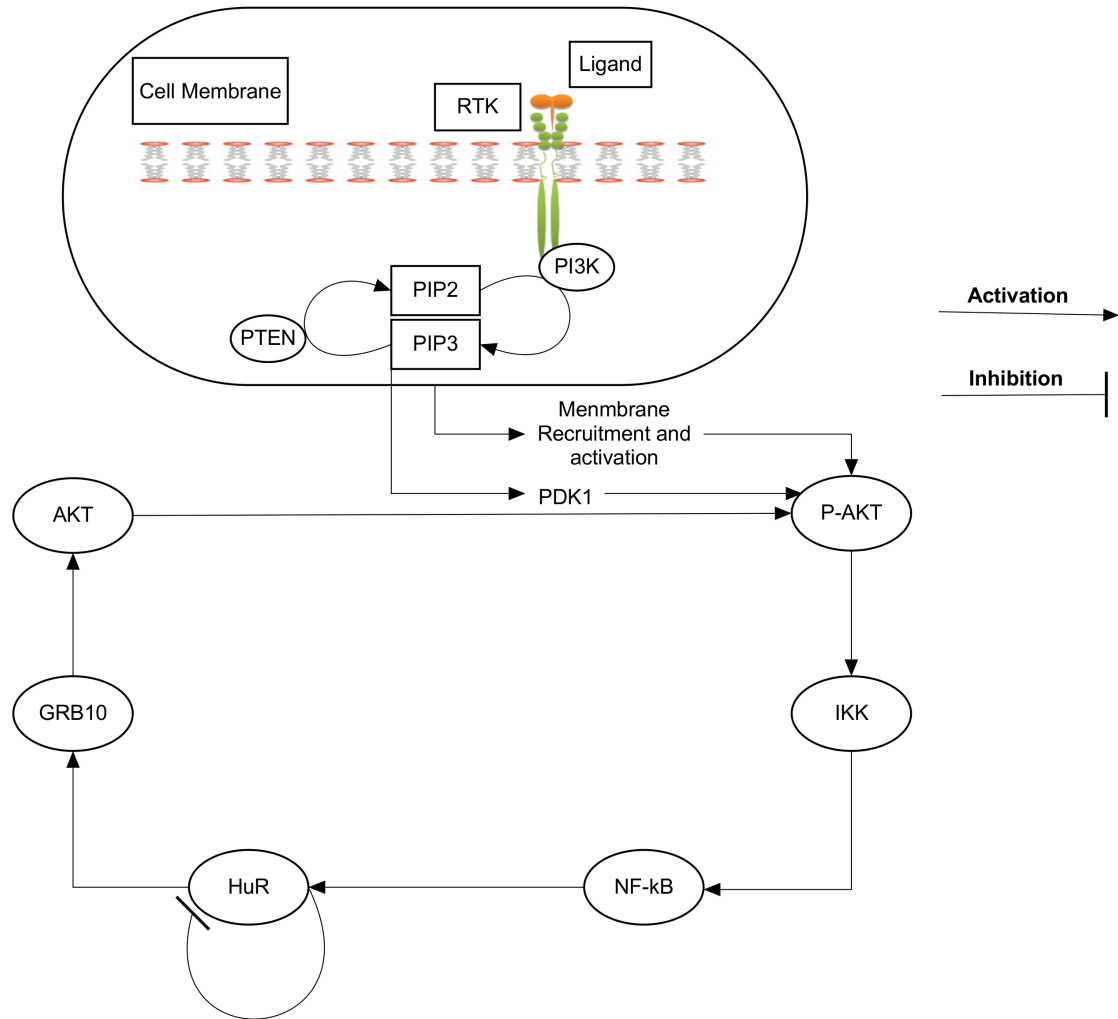 Ligand
Cell Membrane
RTK
PI3K
PIP2
PTEN
PIP3
Activation
Inhibition
Menmbrane
Recruitment and
activation
PDK1
AKT
P-AKT
GRB10
IKK
HuR
NF-kB